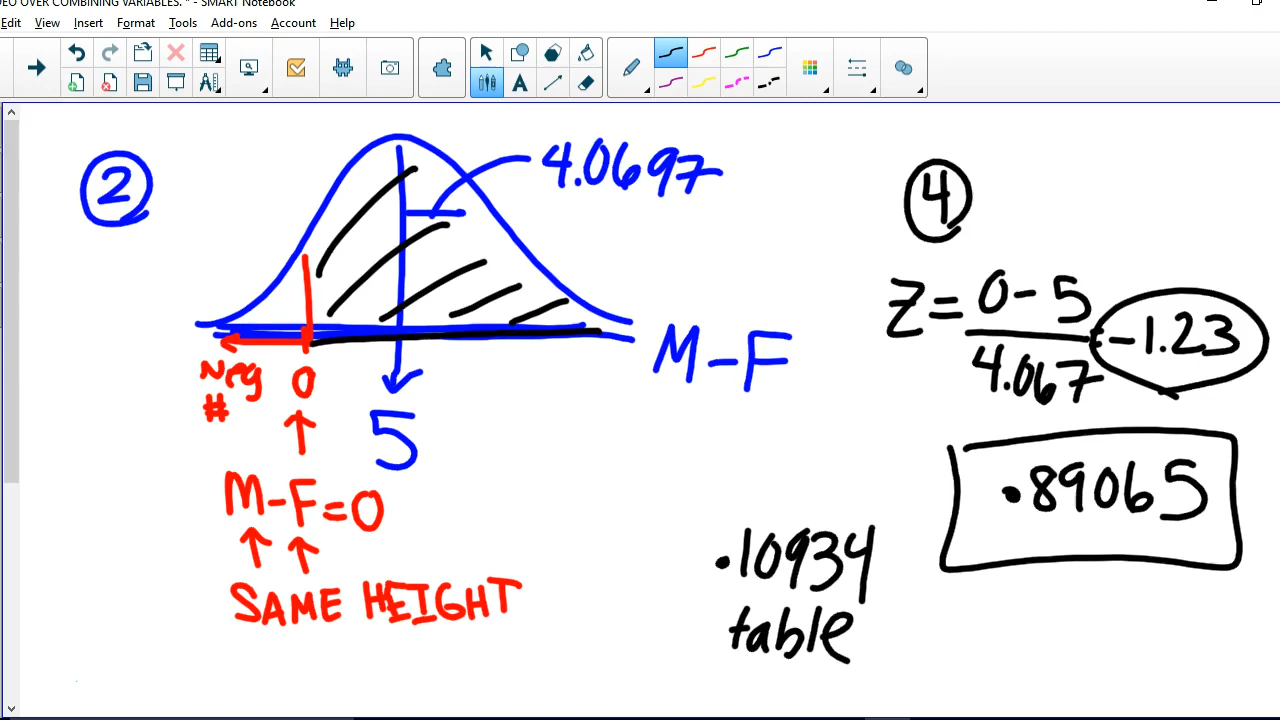 DEO OVER COMBINING VARIABLES. * - SMART Notebook
Edit View Insert Format Tools Add-ons Account Help
2
4.0697
M-F
Neg
#
0
5
M-F=0
SAME HEIGHT
4
Z = 0-5
4.067
= -1.23
.89065
.10934
table